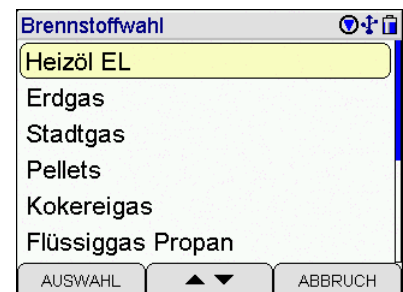 Brennstoffwahl
Heizöl EL
Erdgas
Stadtgas
Pellets
Kokereigas
Flüssiggas Propan
AUSWAHL ▲ ▼ ABBRUCH